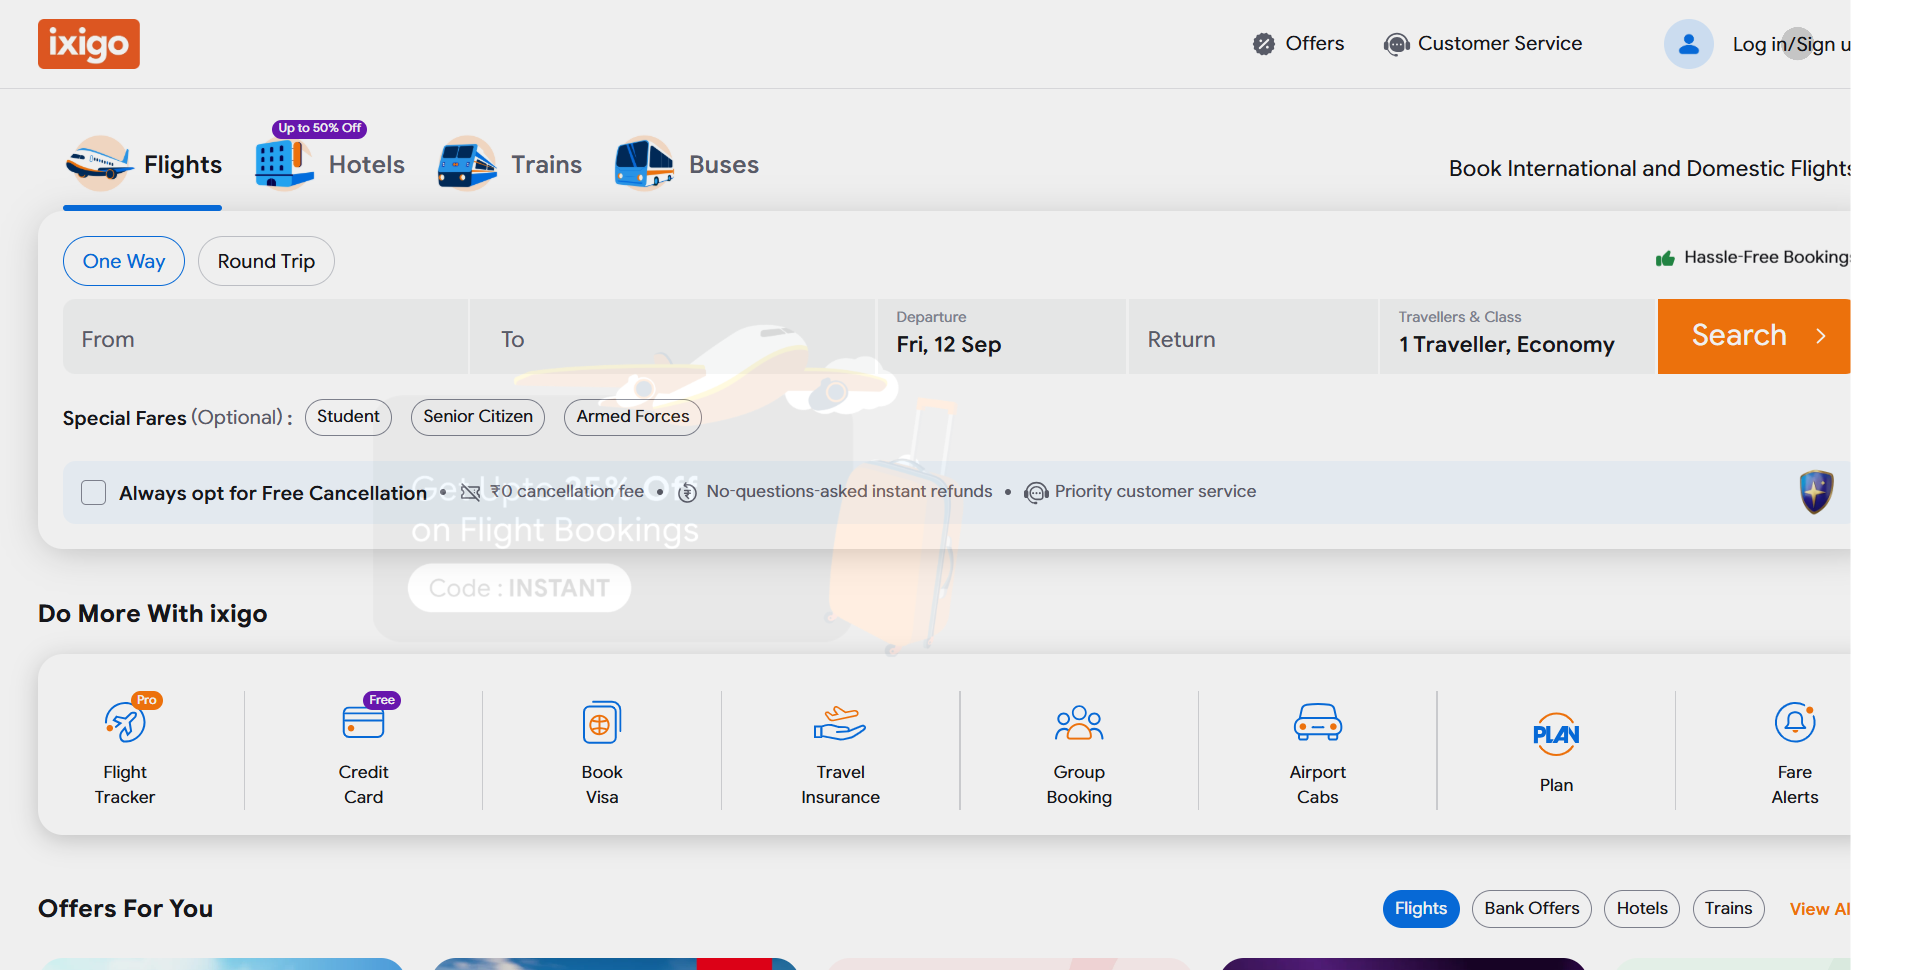 ixigo
Offers
Customer Service
Log in/Sign u
Up to 50% Off
Flights
Hotels
Trains
Buses
Book International and Domestic Flights
One Way
Round Trip
Hassle-Free Bookings
From
To
Departure
Fri, 12 Sep
Return
Travellers & Class
1 Traveller, Economy
Search
Special Fares (Optional) :
Student
Senior Citizen
Armed Forces
Always opt for Free Cancellation • ₹0 cancellation fee • No-questions-asked instant refunds • Priority customer service
Get Upto 25% Off
on Flight Bookings
Code : INSTANT
Do More With ixigo
Pro
Flight
Tracker
Free
Credit
Card
Book
Visa
Travel
Insurance
Group
Booking
Airport
Cabs
PLAN
Plan
Fare
Alerts
Offers For You
Flights
Bank Offers
Hotels
Trains
View Al